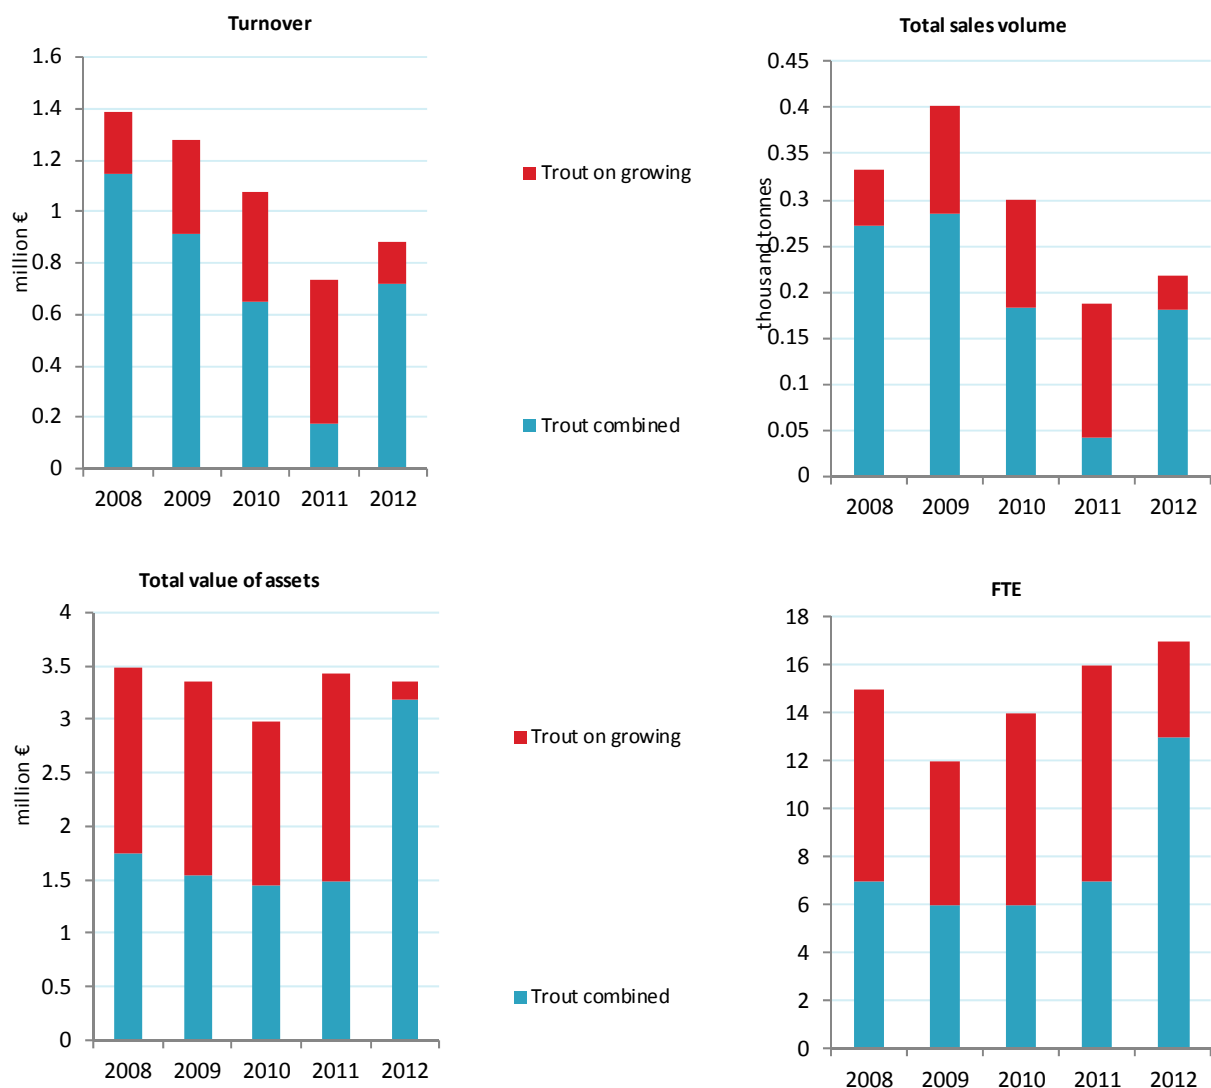 Turnover
1.6
1.4
1.2
1
0.8
0.6
0.4
0.2
0
million €
2008 2009 2010 2011 2012
Trout on growing
Trout combined
Total sales volume
0.45
0.4
0.35
0.3
0.25
0.2
0.15
0.1
0.05
0
thousand tonnes
2008 2009 2010 2011 2012
Total value of assets
4
3.5
3
2.5
2
1.5
1
0.5
0
million €
2008 2009 2010 2011 2012
Trout on growing
Trout combined
FTE
18
16
14
12
10
8
6
4
2
0
2008 2009 2010 2011 2012